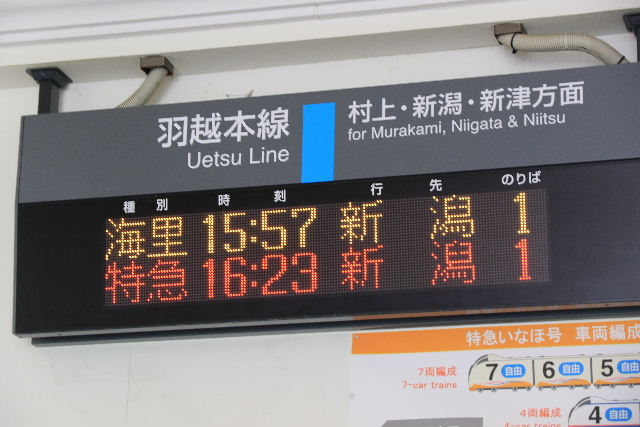 羽越本線
Uetsu Line
村上・新潟・新津方面
for Murakami, Niigata & Niitsu
種別 時刻 行先 のりば
海里 15:57 新潟 1
特急 16:23 新潟 1
特急いなほ号 車両編成
7両編成
7-car trains
7 自由 6 自由 5 自由
4両編成
4-car trains
4 自由